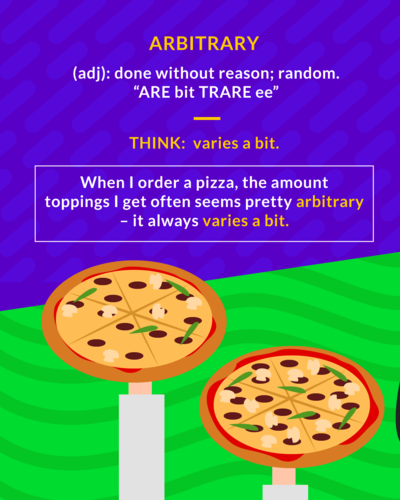 ARBITRARY
(adj): done without reason; random.
“ARE bit TRARE ee”
THINK: varies a bit.
When I order a pizza, the amount
toppings I get often seems pretty arbitrary
– it always varies a bit.